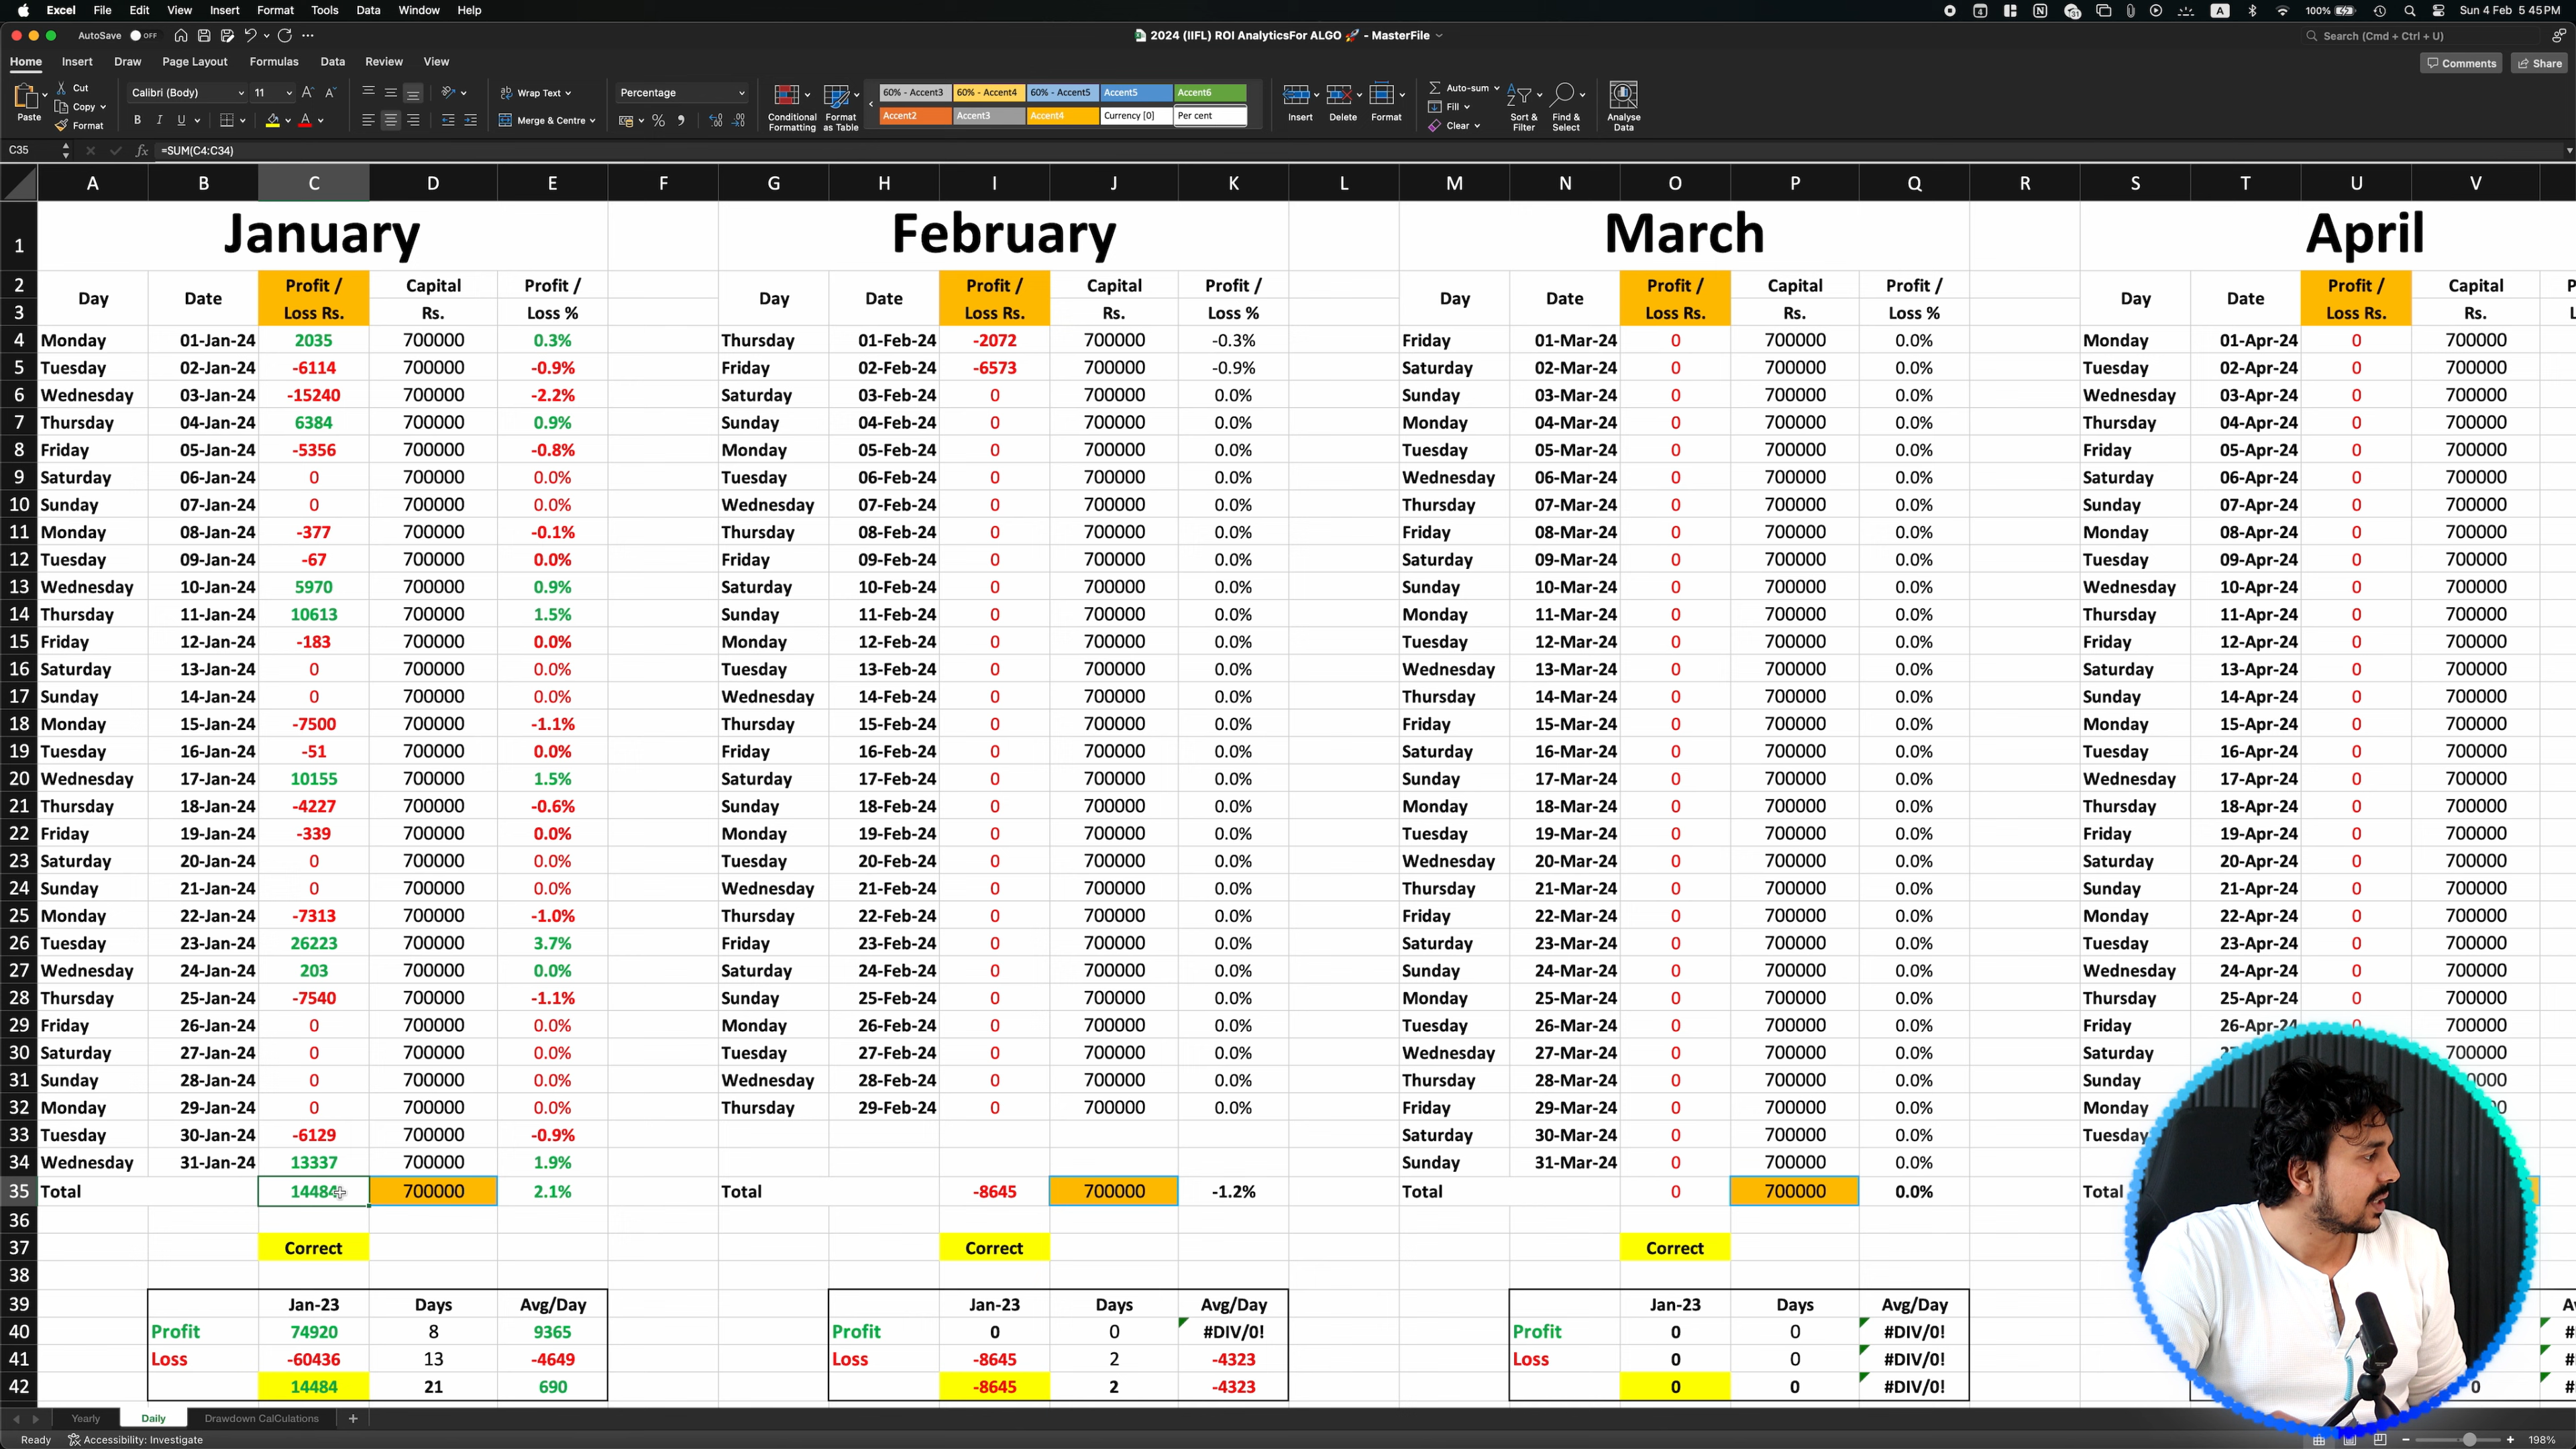 Excel File Edit View Insert Format Tools Data Window Help 100% Sun 4 Feb 5 45 PM
AutoSave OFF 2024 (IIFL) ROI AnalyticsFor ALGO 🚀 - MasterFile Search (Cmd + Ctrl + U)
Home Insert Draw Page Layout Formulas Data Review View Comments Share
Paste Cut Copy Format
Calibri (Body) 11 B I U
Wrap Text Merge & Centre
Percentage
Conditional Formatting Format as Table
60% - Accent3 60% - Accent4 60% - Accent5 Accent5 Accent6
Accent2 Accent3 Accent4 Currency [0] Per cent
Insert Delete Format
Auto-sum Fill Clear Sort & Filter Find & Select Analyse Data
C35 fx =SUM(C4:C34)
A B C D E F G H I J K L M N O P Q R S T U V
1 January February March April
2 Day Date Profit / Capital Profit / Day Date Profit / Capital Profit / Day Date Profit / Capital Profit / Day Date Profit / Capital
3 Loss Rs. Rs. Loss % Loss Rs. Rs. Loss % Loss Rs. Rs. Loss % Loss Rs. Rs.
4 Monday 01-Jan-24 2035 700000 0.3% Thursday 01-Feb-24 -2072 700000 -0.3% Friday 01-Mar-24 0 700000 0.0% Monday 01-Apr-24 0 700000
5 Tuesday 02-Jan-24 -6114 700000 -0.9% Friday 02-Feb-24 -6573 700000 -0.9% Saturday 02-Mar-24 0 700000 0.0% Tuesday 02-Apr-24 0 700000
6 Wednesday 03-Jan-24 -15240 700000 -2.2% Saturday 03-Feb-24 0 700000 0.0% Sunday 03-Mar-24 0 700000 0.0% Wednesday 03-Apr-24 0 700000
7 Thursday 04-Jan-24 6384 700000 0.9% Sunday 04-Feb-24 0 700000 0.0% Monday 04-Mar-24 0 700000 0.0% Thursday 04-Apr-24 0 700000
8 Friday 05-Jan-24 -5356 700000 -0.8% Monday 05-Feb-24 0 700000 0.0% Tuesday 05-Mar-24 0 700000 0.0% Friday 05-Apr-24 0 700000
9 Saturday 06-Jan-24 0 700000 0.0% Tuesday 06-Feb-24 0 700000 0.0% Wednesday 06-Mar-24 0 700000 0.0% Saturday 06-Apr-24 0 700000
10 Sunday 07-Jan-24 0 700000 0.0% Wednesday 07-Feb-24 0 700000 0.0% Thursday 07-Mar-24 0 700000 0.0% Sunday 07-Apr-24 0 700000
11 Monday 08-Jan-24 -377 700000 -0.1% Thursday 08-Feb-24 0 700000 0.0% Friday 08-Mar-24 0 700000 0.0% Monday 08-Apr-24 0 700000
12 Tuesday 09-Jan-24 -67 700000 0.0% Friday 09-Feb-24 0 700000 0.0% Saturday 09-Mar-24 0 700000 0.0% Tuesday 09-Apr-24 0 700000
13 Wednesday 10-Jan-24 5970 700000 0.9% Saturday 10-Feb-24 0 700000 0.0% Sunday 10-Mar-24 0 700000 0.0% Wednesday 10-Apr-24 0 700000
14 Thursday 11-Jan-24 10613 700000 1.5% Sunday 11-Feb-24 0 700000 0.0% Monday 11-Mar-24 0 700000 0.0% Thursday 11-Apr-24 0 700000
15 Friday 12-Jan-24 -183 700000 0.0% Monday 12-Feb-24 0 700000 0.0% Tuesday 12-Mar-24 0 700000 0.0% Friday 12-Apr-24 0 700000
16 Saturday 13-Jan-24 0 700000 0.0% Tuesday 13-Feb-24 0 700000 0.0% Wednesday 13-Mar-24 0 700000 0.0% Saturday 13-Apr-24 0 700000
17 Sunday 14-Jan-24 0 700000 0.0% Wednesday 14-Feb-24 0 700000 0.0% Thursday 14-Mar-24 0 700000 0.0% Sunday 14-Apr-24 0 700000
18 Monday 15-Jan-24 -7500 700000 -1.1% Thursday 15-Feb-24 0 700000 0.0% Friday 15-Mar-24 0 700000 0.0% Monday 15-Apr-24 0 700000
19 Tuesday 16-Jan-24 -51 700000 0.0% Friday 16-Feb-24 0 700000 0.0% Saturday 16-Mar-24 0 700000 0.0% Tuesday 16-Apr-24 0 700000
20 Wednesday 17-Jan-24 10155 700000 1.5% Saturday 17-Feb-24 0 700000 0.0% Sunday 17-Mar-24 0 700000 0.0% Wednesday 17-Apr-24 0 700000
21 Thursday 18-Jan-24 -4227 700000 -0.6% Sunday 18-Feb-24 0 700000 0.0% Monday 18-Mar-24 0 700000 0.0% Thursday 18-Apr-24 0 700000
22 Friday 19-Jan-24 -339 700000 0.0% Monday 19-Feb-24 0 700000 0.0% Tuesday 19-Mar-24 0 700000 0.0% Friday 19-Apr-24 0 700000
23 Saturday 20-Jan-24 0 700000 0.0% Tuesday 20-Feb-24 0 700000 0.0% Wednesday 20-Mar-24 0 700000 0.0% Saturday 20-Apr-24 0 700000
24 Sunday 21-Jan-24 0 700000 0.0% Wednesday 21-Feb-24 0 700000 0.0% Thursday 21-Mar-24 0 700000 0.0% Sunday 21-Apr-24 0 700000
25 Monday 22-Jan-24 -7313 700000 -1.0% Thursday 22-Feb-24 0 700000 0.0% Friday 22-Mar-24 0 700000 0.0% Monday 22-Apr-24 0 700000
26 Tuesday 23-Jan-24 26223 700000 3.7% Friday 23-Feb-24 0 700000 0.0% Saturday 23-Mar-24 0 700000 0.0% Tuesday 23-Apr-24 0 700000
27 Wednesday 24-Jan-24 203 700000 0.0% Saturday 24-Feb-24 0 700000 0.0% Sunday 24-Mar-24 0 700000 0.0% Wednesday 24-Apr-24 0 700000
28 Thursday 25-Jan-24 -7540 700000 -1.1% Sunday 25-Feb-24 0 700000 0.0% Monday 25-Mar-24 0 700000 0.0% Thursday 25-Apr-24 0 700000
29 Friday 26-Jan-24 0 700000 0.0% Monday 26-Feb-24 0 700000 0.0% Tuesday 26-Mar-24 0 700000 0.0% Friday 26-Apr-24 0 700000
30 Saturday 27-Jan-24 0 700000 0.0% Tuesday 27-Feb-24 0 700000 0.0% Wednesday 27-Mar-24 0 700000 0.0% Saturday 700000
31 Sunday 28-Jan-24 0 700000 0.0% Wednesday 28-Feb-24 0 700000 0.0% Thursday 28-Mar-24 0 700000 0.0% Sunday
32 Monday 29-Jan-24 0 700000 0.0% Thursday 29-Feb-24 0 700000 0.0% Friday 29-Mar-24 0 700000 0.0% Monday
33 Tuesday 30-Jan-24 -6129 700000 -0.9% Saturday 30-Mar-24 0 700000 0.0% Tuesday
34 Wednesday 31-Jan-24 13337 700000 1.9% Sunday 31-Mar-24 0 700000 0.0%
35 Total 14484 700000 2.1% Total -8645 700000 -1.2% Total 0 700000 0.0% Total
36
37 Correct Correct Correct
38
39 Jan-23 Days Avg/Day Jan-23 Days Avg/Day Jan-23 Days Avg/Day
40 Profit 74920 8 9365 Profit 0 0 #DIV/0! Profit 0 0 #DIV/0!
41 Loss -60436 13 -4649 Loss -8645 2 -4323 Loss 0 0 #DIV/0!
42 14484 21 690 -8645 2 -4323 0 0 #DIV/0! 0
Yearly Daily Drawdown CalCulations +
Ready Accessibility: Investigate 198%